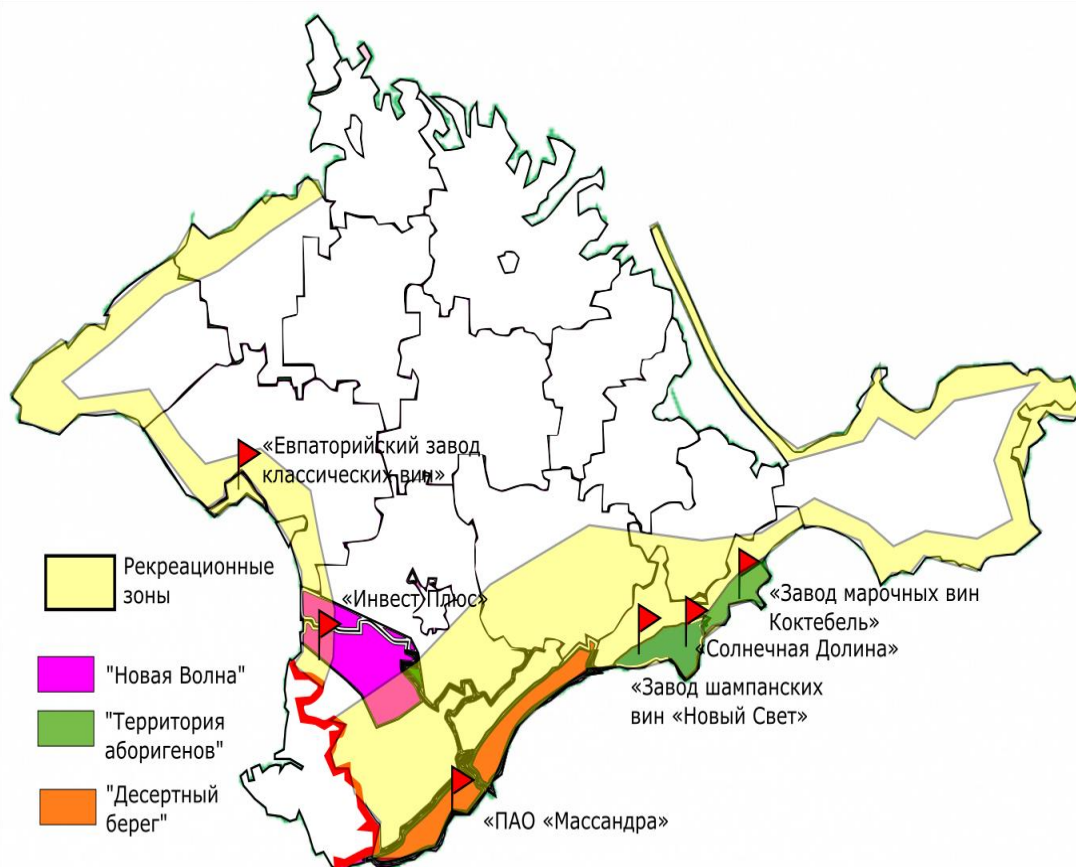 «Евпаторийский завод
классических вин»
Рекреационные
зоны
«Инвест Плюс»
«Завод марочных вин
Коктебель»
«Солнечная Долина»
"Новая Волна"
«Завод шампанских
вин «Новый Свет»
"Территория
аборигенов"
"Десертный
берег"
«ПАО «Массандра»